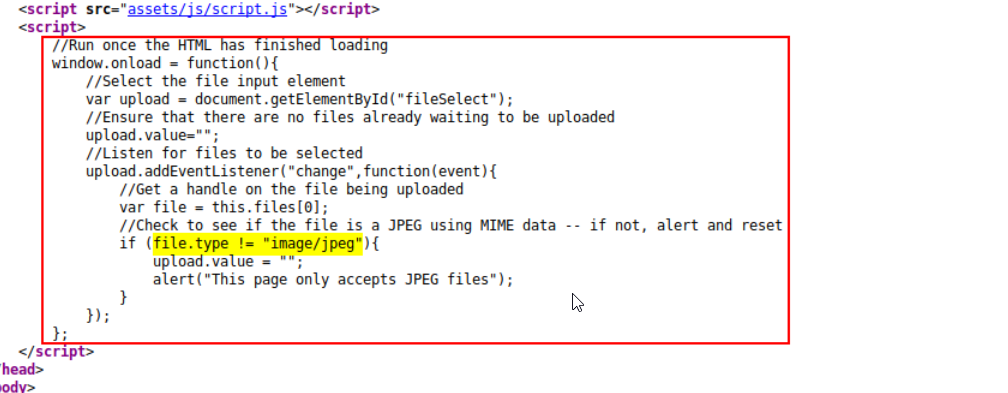 <script src="assets/js/script.js"></script>
<script>
//Run once the HTML has finished loading
window.onload = function(){
//Select the file input element
var upload = document.getElementById("fileSelect");
//Ensure that there are no files already waiting to be uploaded
upload.value="";
//Listen for files to be selected
upload.addEventListener("change",function(event){
//Get a handle on the file being uploaded
var file = this.files[0];
//Check to see if the file is a JPEG using MIME data -- if not, alert and reset
if (file.type != "image/jpeg"){
upload.value = "";
alert("This page only accepts JPEG files");
}
});
};
</script>
/head>
ody>